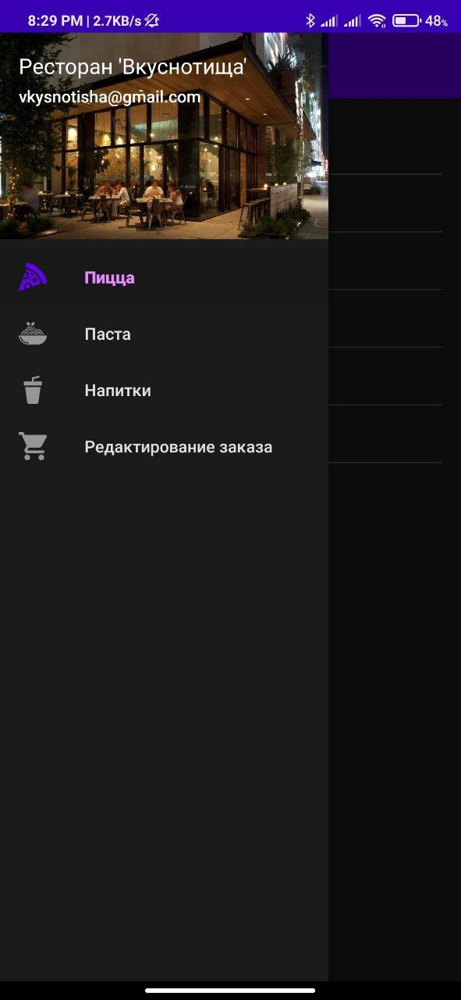 8:29 PM | 2.7KB/s
48%
Ресторан 'Вкуснотища'
vkysnotisha@gmail.com
Пицца
Паста
Напитки
Редактирование заказа